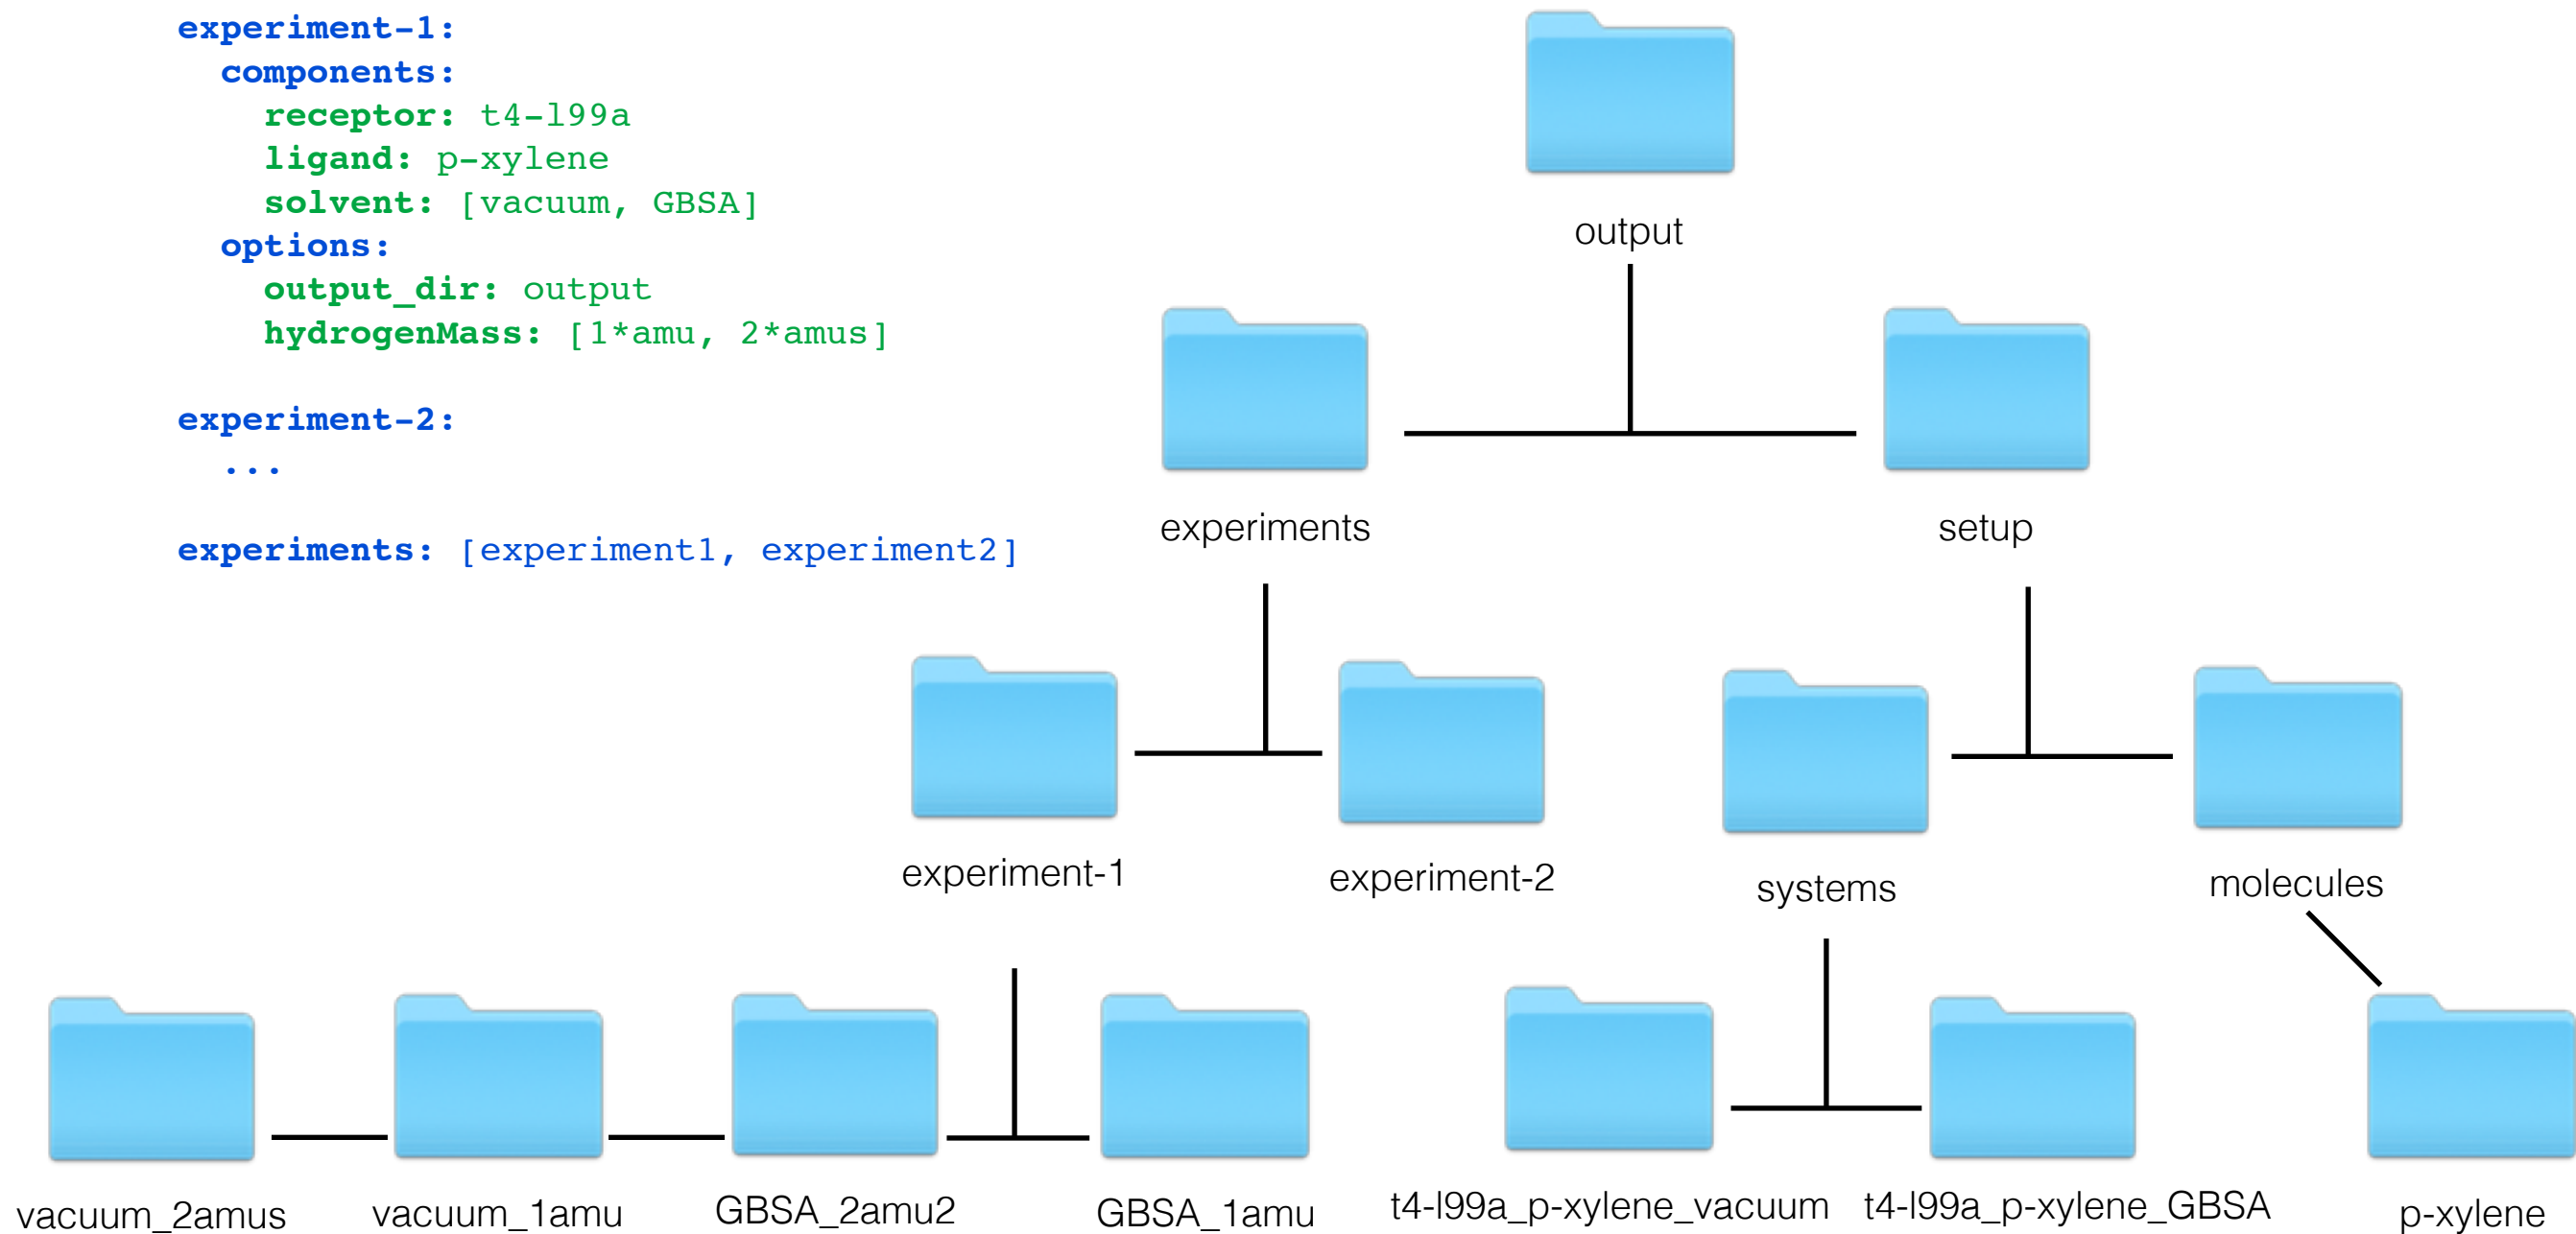 experiment-1:
components:
receptor: t4-l99a
ligand: p-xylene
solvent: [vacuum, GBSA]
options:
output_dir: output
hydrogenMass: [1*amu, 2*amus]
experiment-2:
...
experiments: [experiment1, experiment2]
output
experiments
setup
experiment-1
experiment-2
systems
molecules
vacuum_2amus
vacuum_1amu
GBSA_2amu2
GBSA_1amu
t4-l99a_p-xylene_vacuum
t4-l99a_p-xylene_GBSA
p-xylene